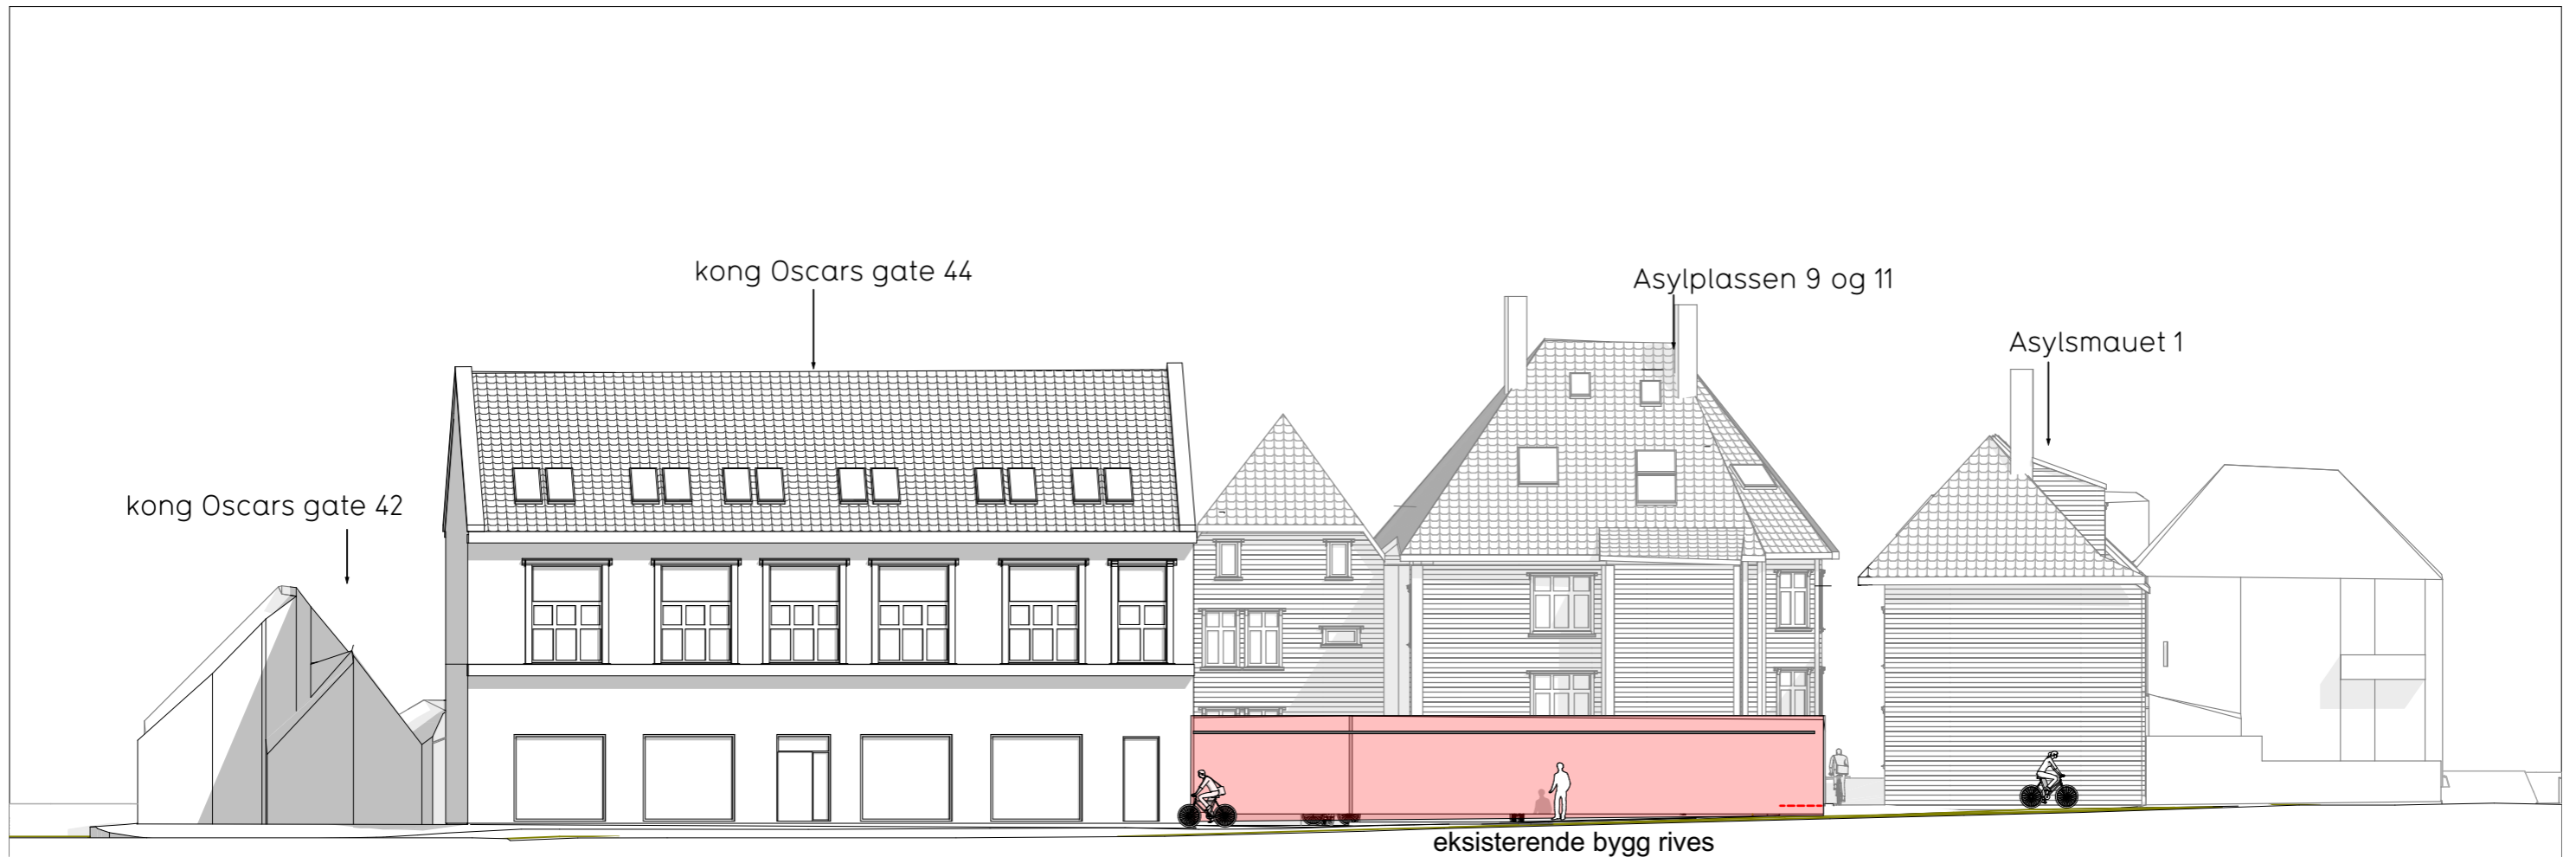 kong Oscars gate 44
Asylplassen 9 og 11
Asylsmauet 1
kong Oscars gate 42
eksisterende bygg rives